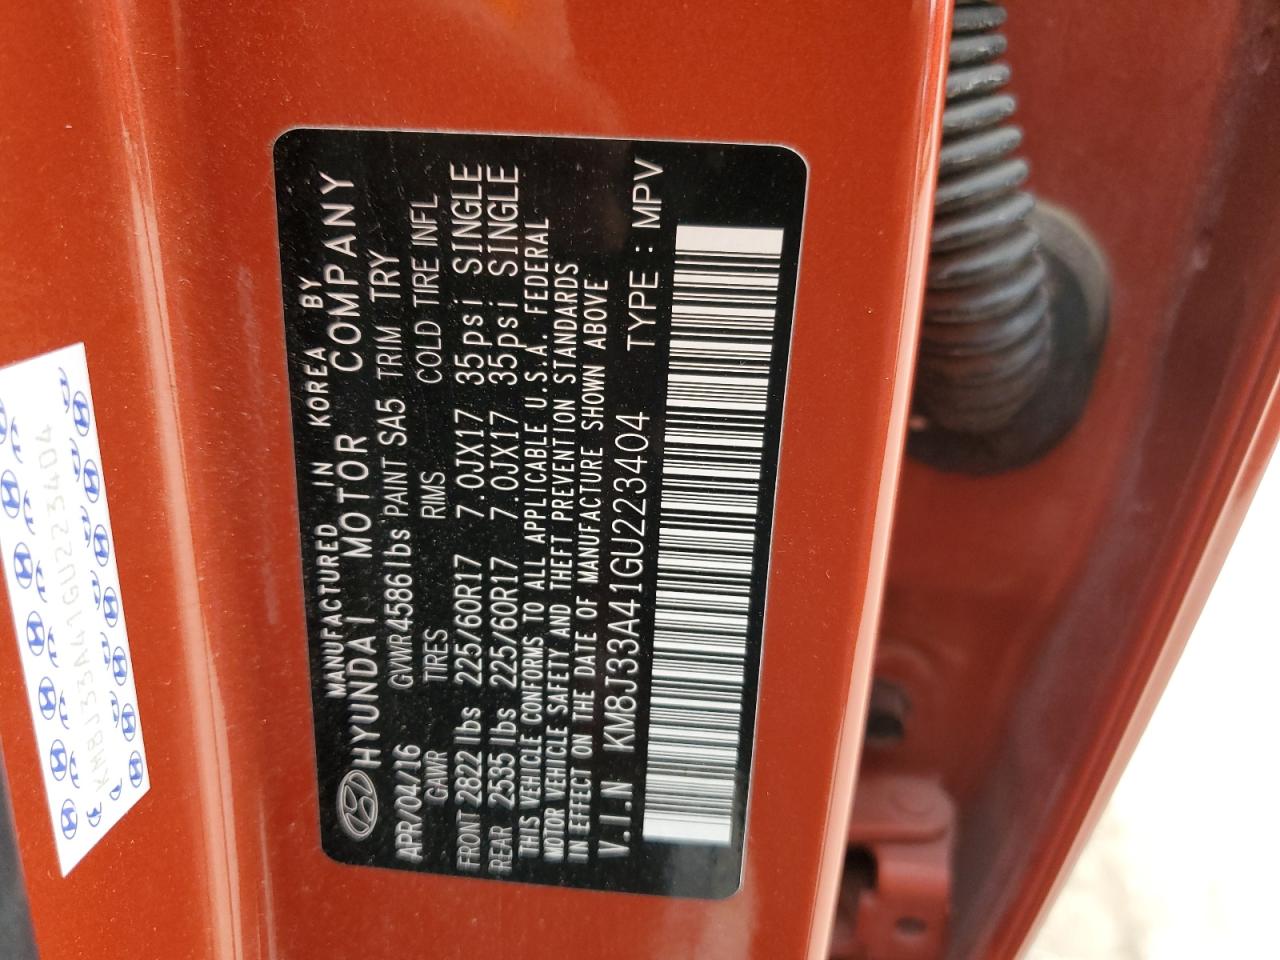 MANUFACTURED IN KOREA BY
HYUNDAI MOTOR COMPANY
APR/04/16 GVWR 4586lbs PAINT SA5 TRIM TRY
GAWR TIRES RIMS COLD TIRE INFL
FRONT 2822 lbs 225/60R17 7.0JX17 35psi SINGLE
REAR 2535 lbs 225/60R17 7.0JX17 35psi SINGLE
THIS VEHICLE CONFORMS TO ALL APPLICABLE U.S.A. FEDERAL
MOTOR VEHICLE SAFETY AND THEFT PREVENTION STANDARDS
IN EFFECT ON THE DATE OF MANUFACTURE SHOWN ABOVE
V.I.N KM8J33A41GU223404 TYPE : MPV
KM8J33A41GU223404